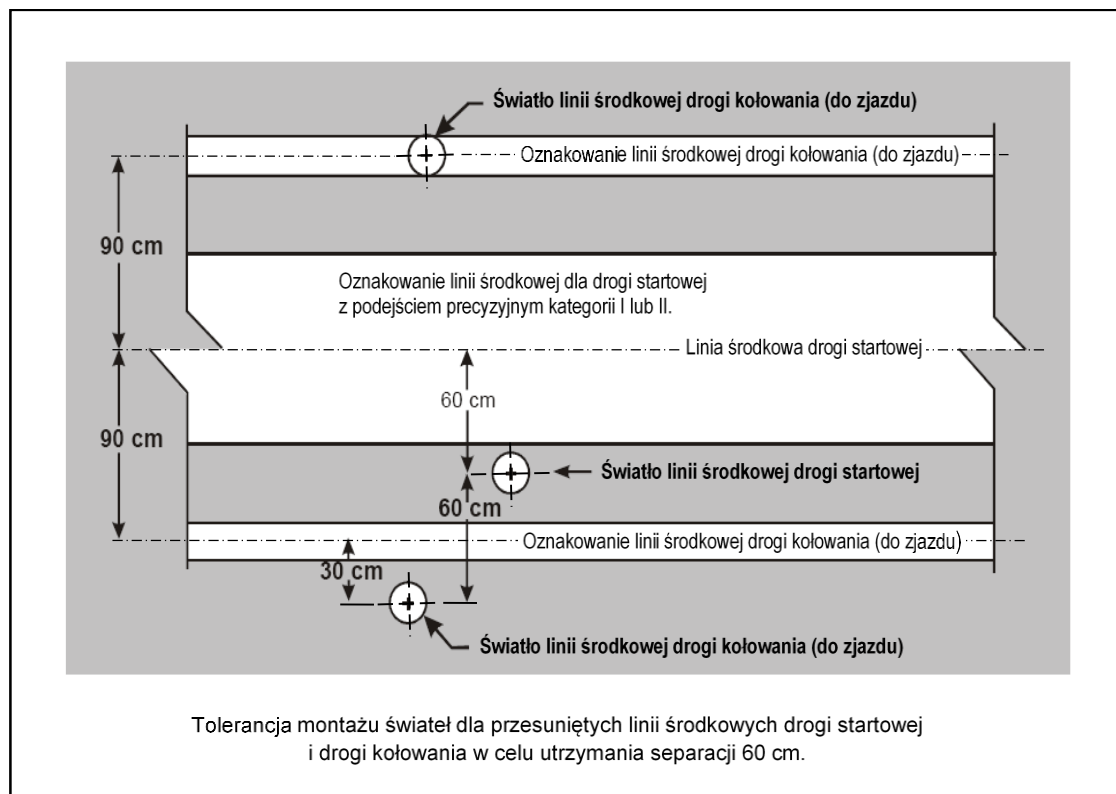 Światło linii środkowej drogi kołowania (do zjazdu)
Oznakowanie linii środkowej drogi kołowania (do zjazdu)
90 cm
Oznakowanie linii środkowej dla drogi startowej
z podejściem precyzyjnym kategorii I lub II.
Linia środkowa drogi startowej
60 cm
90 cm
Światło linii środkowej drogi startowej
60 cm
Oznakowanie linii środkowej drogi kołowania (do zjazdu)
30 cm
Światło linii środkowej drogi kołowania (do zjazdu)
Tolerancja montażu świateł dla przesuniętych linii środkowych drogi startowej
i drogi kołowania w celu utrzymania separacji 60 cm.